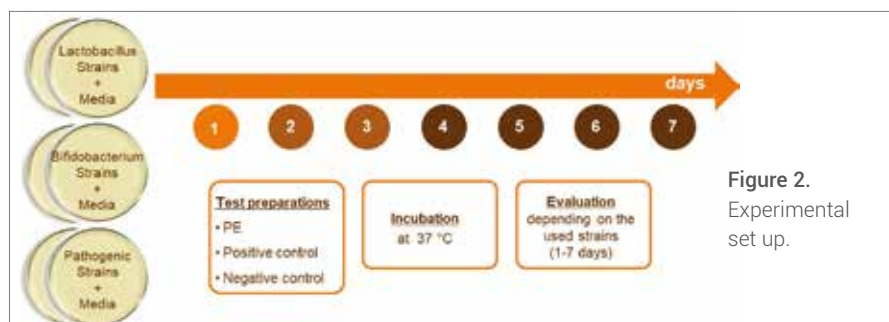 Lactobacillus
Strains
+
Media
Bifidobacterium
Strains
+
Media
Pathogenic
Strains
+
Media
days
1 2 3 4 5 6 7
Test preparations
• PE
• Positive control
• Negative control
Incubation
at 37 °C
Evaluation
depending on the
used strains
(1-7 days)
Figure 2.
Experimental
set up.